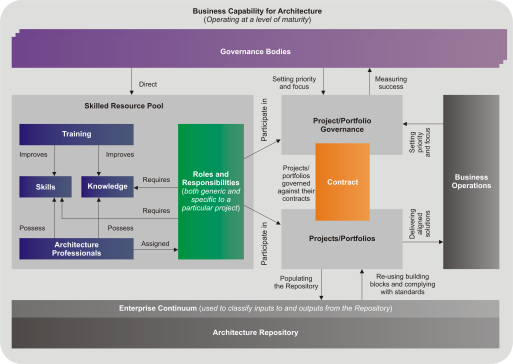 Business Capability for Architecture
(Operating at a level of maturity)
Governance Bodies
Direct
Setting priority
and focus
Measuring
success
Skilled Resource Pool
Training
Improves
Improves
Skills
Knowledge
Possess
Possess
Architecture
Professionals
Requires
Requires
Assigned
Roles and
Responsibilities
(both generic and
specific to a
particular project)
Participate in
Participate in
Project/Portfolio
Governance
Projects/
portfolios
governed
against their
contracts
Contract
Projects/Portfolios
Setting
priority
and focus
Delivering
aligned
solutions
Business
Operations
Populating
the Repository
Re-using building
blocks and complying
with standards
Enterprise Continuum (used to classify inputs to and outputs from the Repository)
Architecture Repository